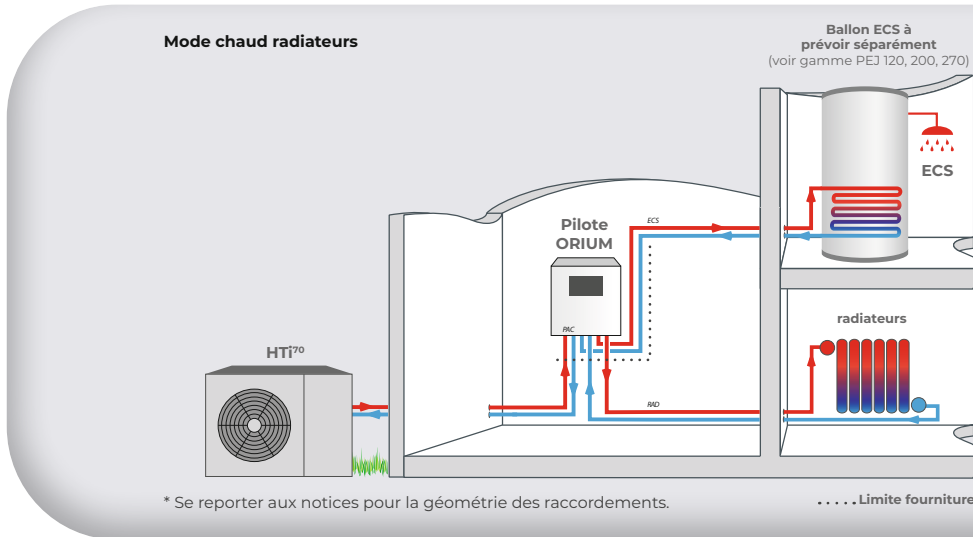 Mode chaud radiateurs
Ballon ECS à
prévoir séparément
(voir gamme PEJ 120, 200, 270)
ECS
Pilote
ORIUM
ECS
PAC
HTi⁷⁰
radiateurs
RAD
* Se reporter aux notices pour la géométrie des raccordements.
.....Limite fourniture